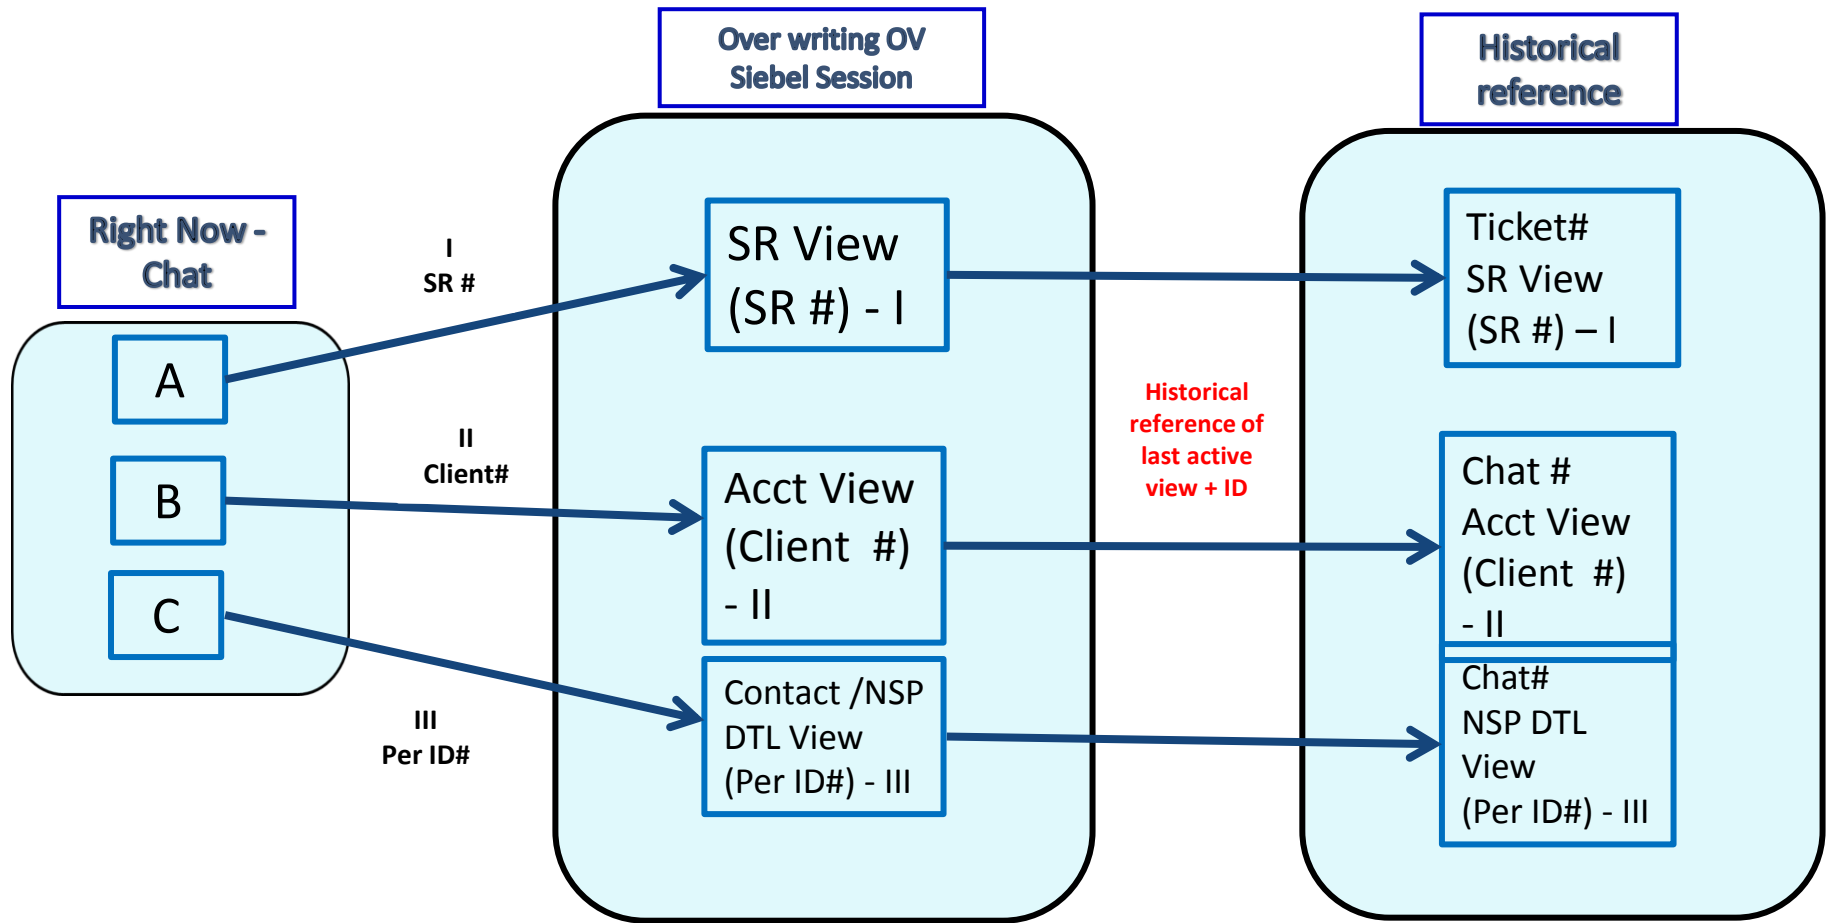 Over writing OV
Siebel Session
Historical
reference
Right Now -
Chat
I
SR #
A
II
Client#
B
C
III
Per ID#
SR View
(SR #) - I
Acct View
(Client  #)
- II
Contact /NSP
DTL View
(Per ID#) - III
Historical
reference of
last active
view + ID
Ticket#
SR View
(SR #) – I
Chat #
Acct View
(Client  #)
- II
Chat#
NSP DTL
View
(Per ID#) - III